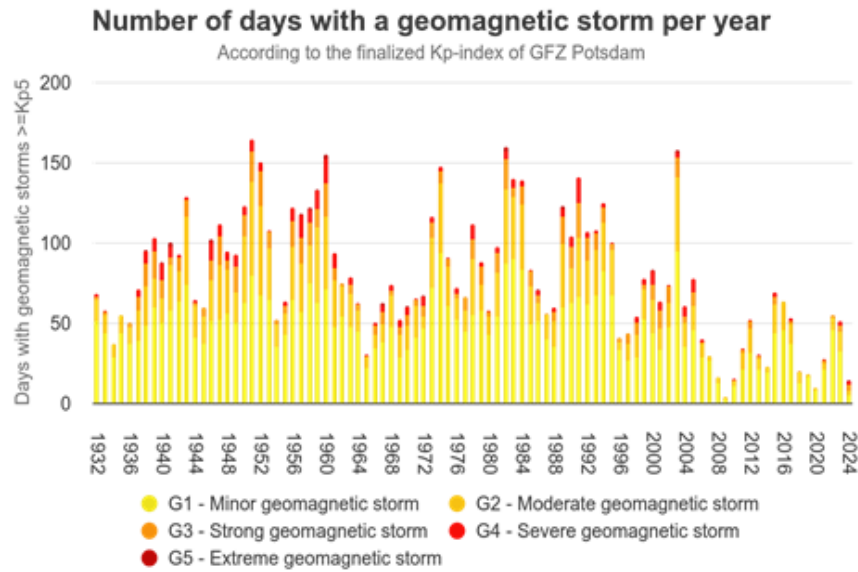 Number of days with a geomagnetic storm per year
According to the finalized Kp-index of GFZ Potsdam
Days with geomagnetic storms >=Kp5
200
150
100
50
0
1932 1936 1940 1944 1948 1952 1956 1960 1964 1968 1972 1976 1980 1984 1988 1992 1996 2000 2004 2008 2012 2016 2020 2024
G1 - Minor geomagnetic storm G2 - Moderate geomagnetic storm
G3 - Strong geomagnetic storm G4 - Severe geomagnetic storm
G5 - Extreme geomagnetic storm